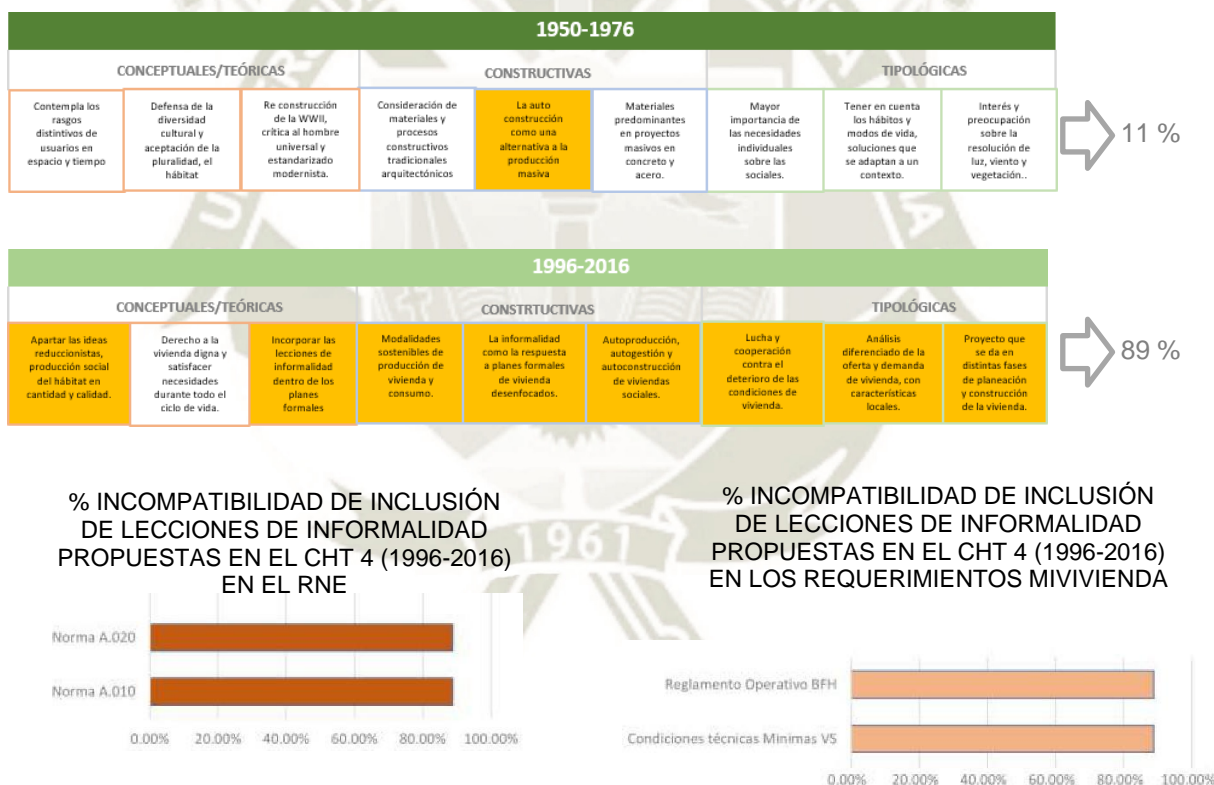 1950-1976
CONCEPTUALES/TEÓRICAS
CONSTRUCTIVAS
TIPOLÓGICAS
Contempla los
rasgos
distintivos de
usuarios en
espacio y tiempo
Defensa de la
diversidad
cultural y
aceptación de la
pluralidad, el
hábitat
Re construcción
de la WWII,
crítica al hombre
universal y
estandarizado
modernista.
Consideración de
materiales y
procesos
constructivos
tradicionales
arquitectónicos
La auto
construcción
como una
alternativa a la
producción
masiva
Materiales
predominantes
en proyectos
masivos en
concreto y
acero.
Mayor
importancia de
las necesidades
individuales
sobre las
sociales.
Tener en cuenta
los hábitos y
modos de vida,
soluciones que
se adaptan a un
contexto.
Interés y
preocupación
sobre la
resolución de
luz, viento y
vegetación..
11 %
1996-2016
CONCEPTUALES/TEÓRICAS
CONSTRTUCTIVAS
TIPOLÓGICAS
Apartar las ideas
reduccionistas,
producción social
del hábitat en
cantidad y calidad.
Derecho a la
vivienda digna y
satisfacer
necesidades
durante todo el
ciclo de vida.
Incorporar las
lecciones de
informalidad
dentro de los
planes
formales
Modalidades
sostenibles de
producción de
vivienda y
consumo.
La informalidad
como la respuesta
a planes formales
de vivienda
desenfocados.
Autoproducción,
autogestión y
autoconstrucción
de viviendas
sociales.
Lucha y
cooperación
contra el
deterioro de las
condiciones de
vivienda.
Análisis
diferenciado de la
oferta y demanda
de vivienda, con
características
locales.
Proyecto que
se da en
distintas fases
de planeación
y construcción
de la vivienda.
89 %
% INCOMPATIBILIDAD DE INCLUSIÓN
DE LECCIONES DE INFORMALIDAD
PROPUESTAS EN EL CHT 4 (1996-2016)
EN EL RNE
Norma A.020
Norma A.010
0.00% 20.00% 40.00% 60.00% 80.00% 100.00%
% INCOMPATIBILIDAD DE INCLUSIÓN
DE LECCIONES DE INFORMALIDAD
PROPUESTAS EN EL CHT 4 (1996-2016)
EN LOS REQUERIMIENTOS MIVIVIENDA
Reglamento Operativo BFH
Condiciones técnicas Minimas VS
0.00% 20.00% 40.00% 60.00% 80.00% 100.00%
1961